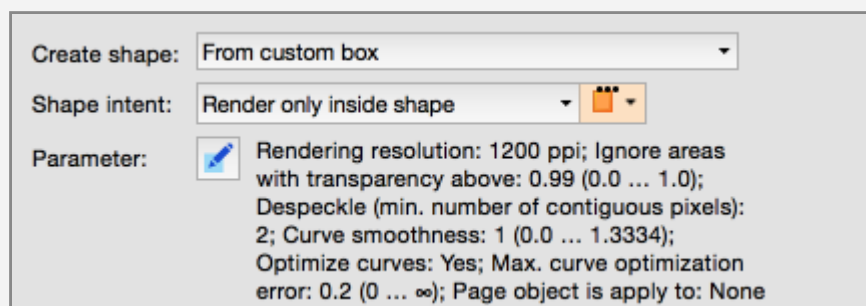 Create shape: From custom box
Shape intent: Render only inside shape
Parameter: Rendering resolution: 1200 ppi; Ignore areas
with transparency above: 0.99 (0.0 ... 1.0);
Despeckle (min. number of contiguous pixels):
2; Curve smoothness: 1 (0.0 ... 1.3334);
Optimize curves: Yes; Max. curve optimization
error: 0.2 (0 ... ∞); Page object is apply to: None